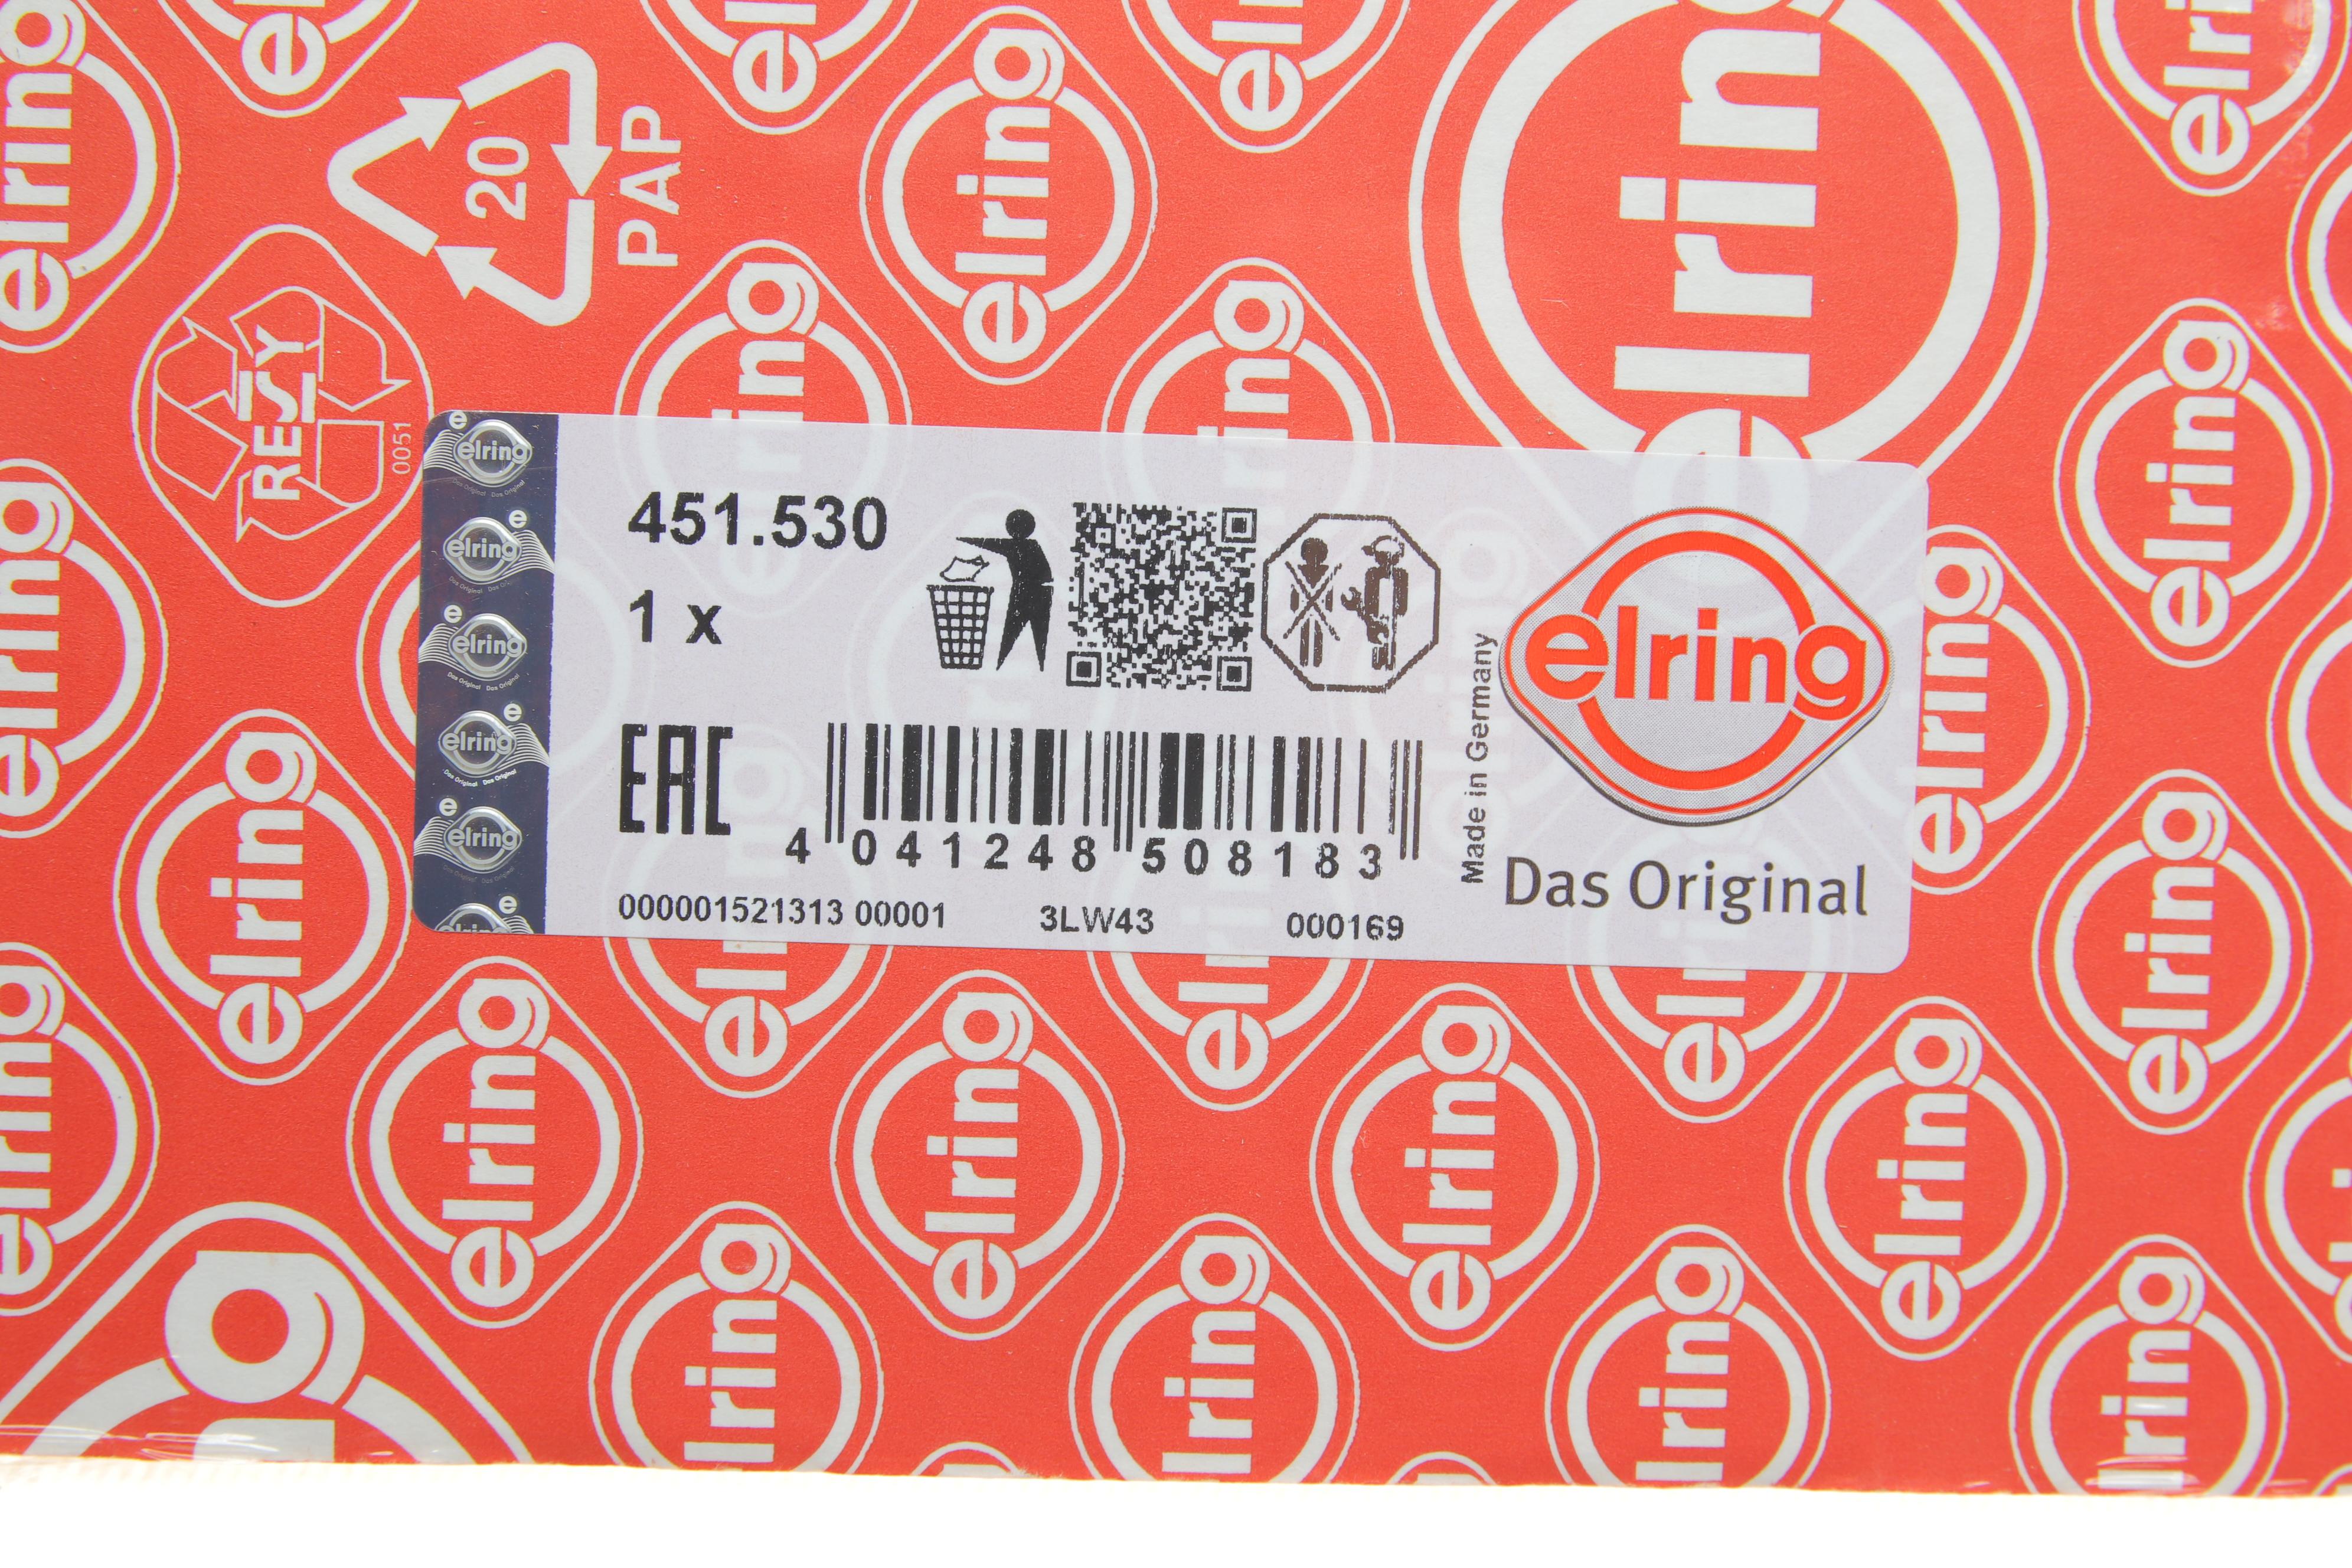 20
PAP
RESY
0051
elring
451.530
1 x
EAC
4 041248 508183
000001521313 00001 3LW43 000169
Made in Germany
elring
Das Original